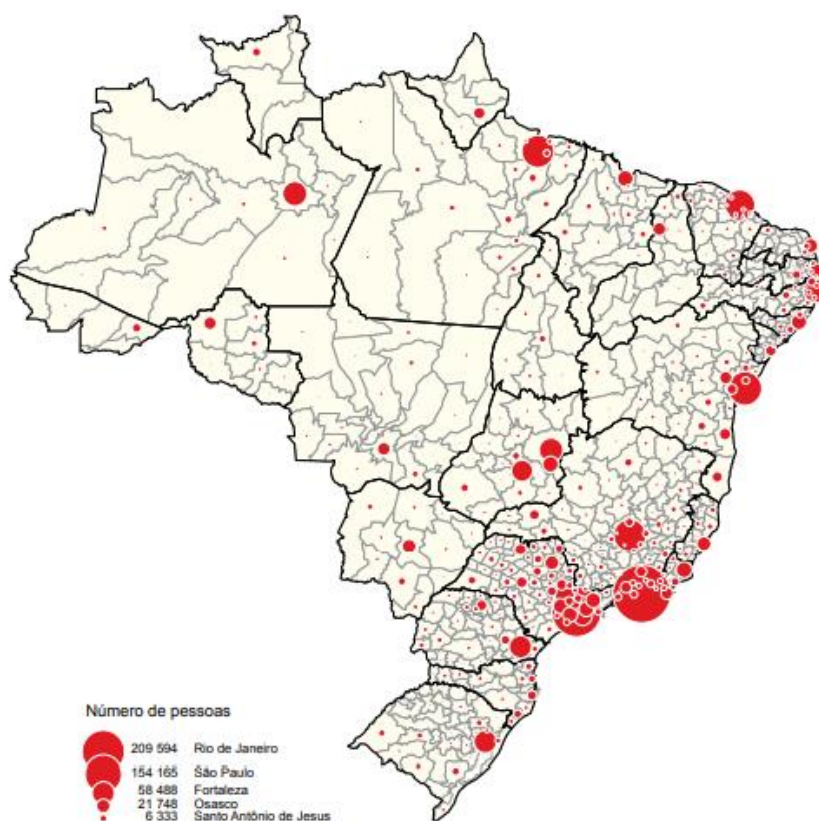 Número de pessoas
209 594 Rio de Janeiro
154 165 São Paulo
58 488 Fortaleza
21 748 Osasco
6 333 Santo Antônio de Jesus